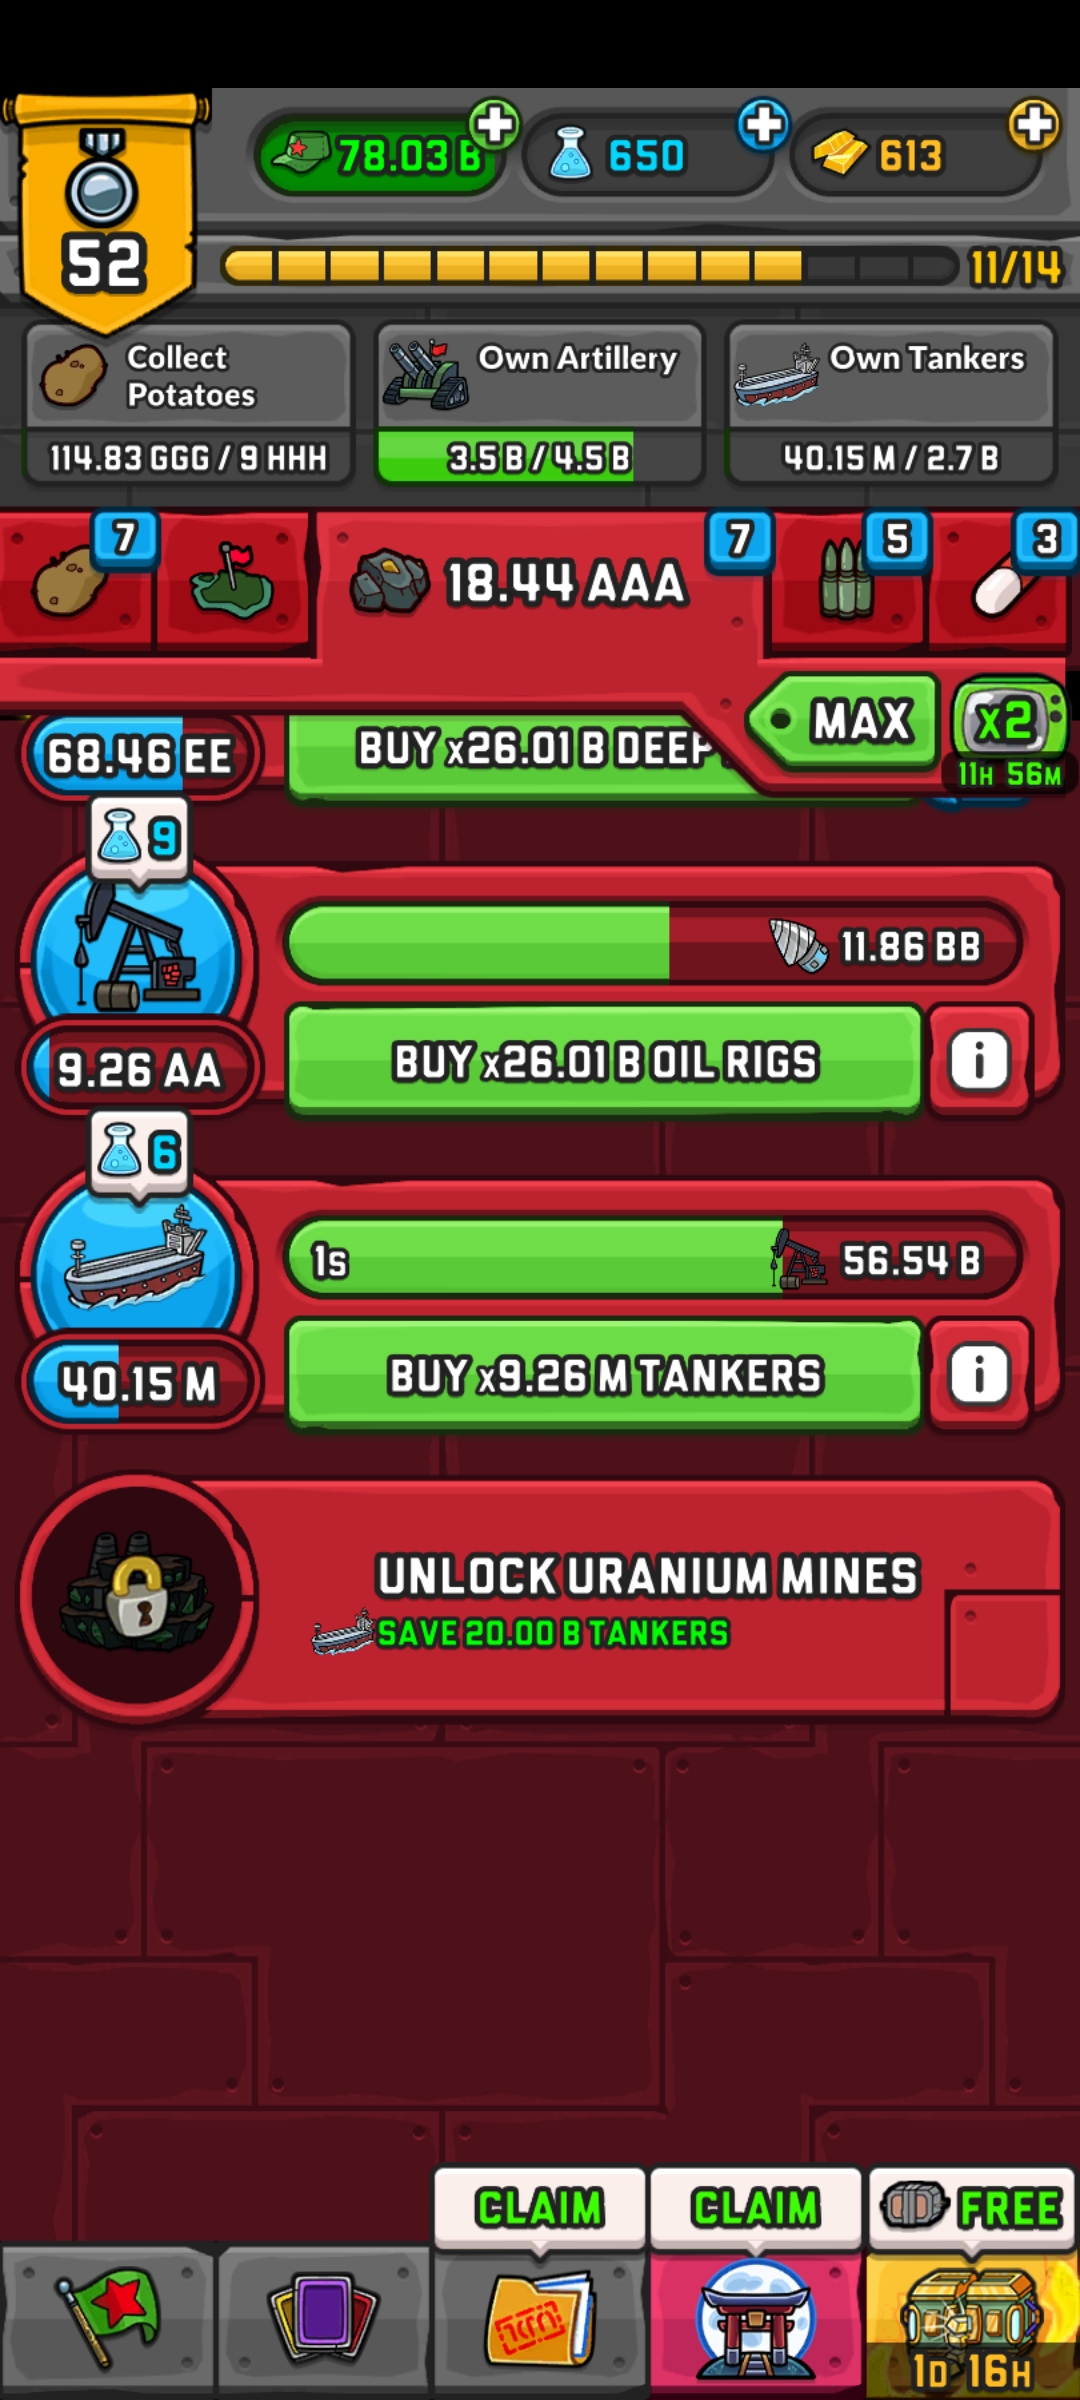 78.03 B
650
613
52
11/14
Collect
Potatoes
Own Artillery
Own Tankers
114.83 GGG / 9 HHH
3.5 B / 4.5 B
40.15 M / 2.7 B
7
7
5
3
18.44 AAA
MAX
x2
11H 56M
68.46 EE
BUY x26.01 B DEEP
9
11.86 BB
9.26 AA
BUY x26.01 B OIL RIGS
i
6
1s
56.54 B
40.15 M
BUY x9.26 M TANKERS
i
UNLOCK URANIUM MINES
SAVE 20.00 B TANKERS
CLAIM
CLAIM
FREE
1D 16H